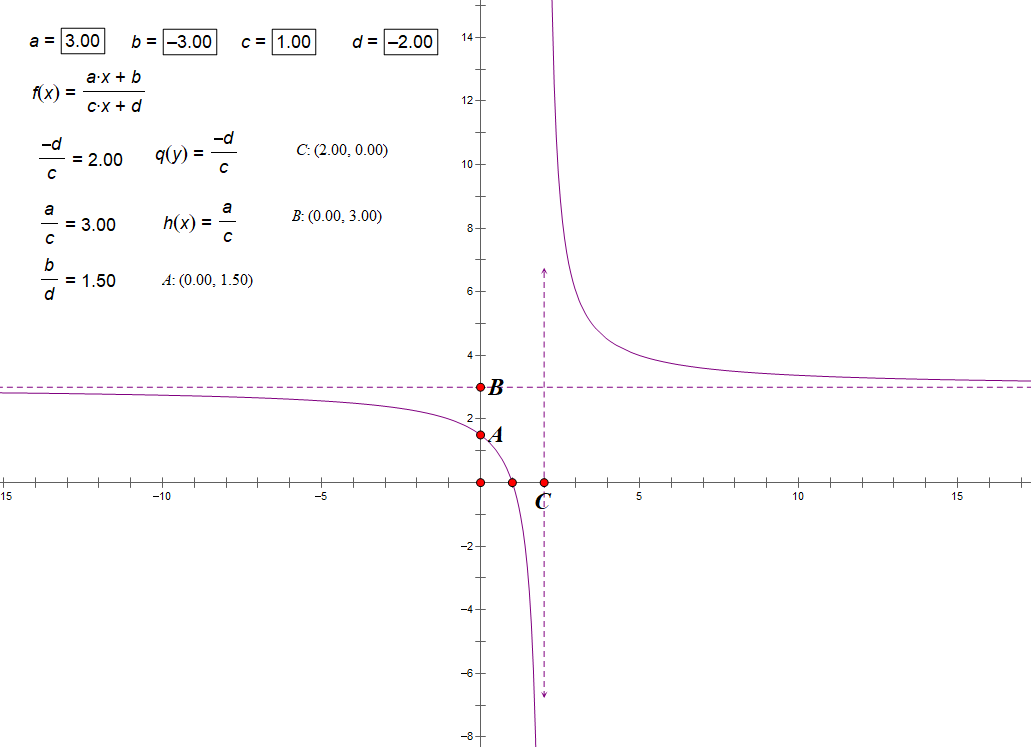 a = 3.00 b = –3.00 c = 1.00 d = –2.00
f(x) = a·x + b / c·x + d
–d / c = 2.00 q(y) = –d / c C: (2.00, 0.00)
a / c = 3.00 h(x) = a / c B: (0.00, 3.00)
b / d = 1.50 A: (0.00, 1.50)
14
12
10
8
6
4
B
2
A
15 –10 –5 5 10 15
C
–2
–4
–6
–8